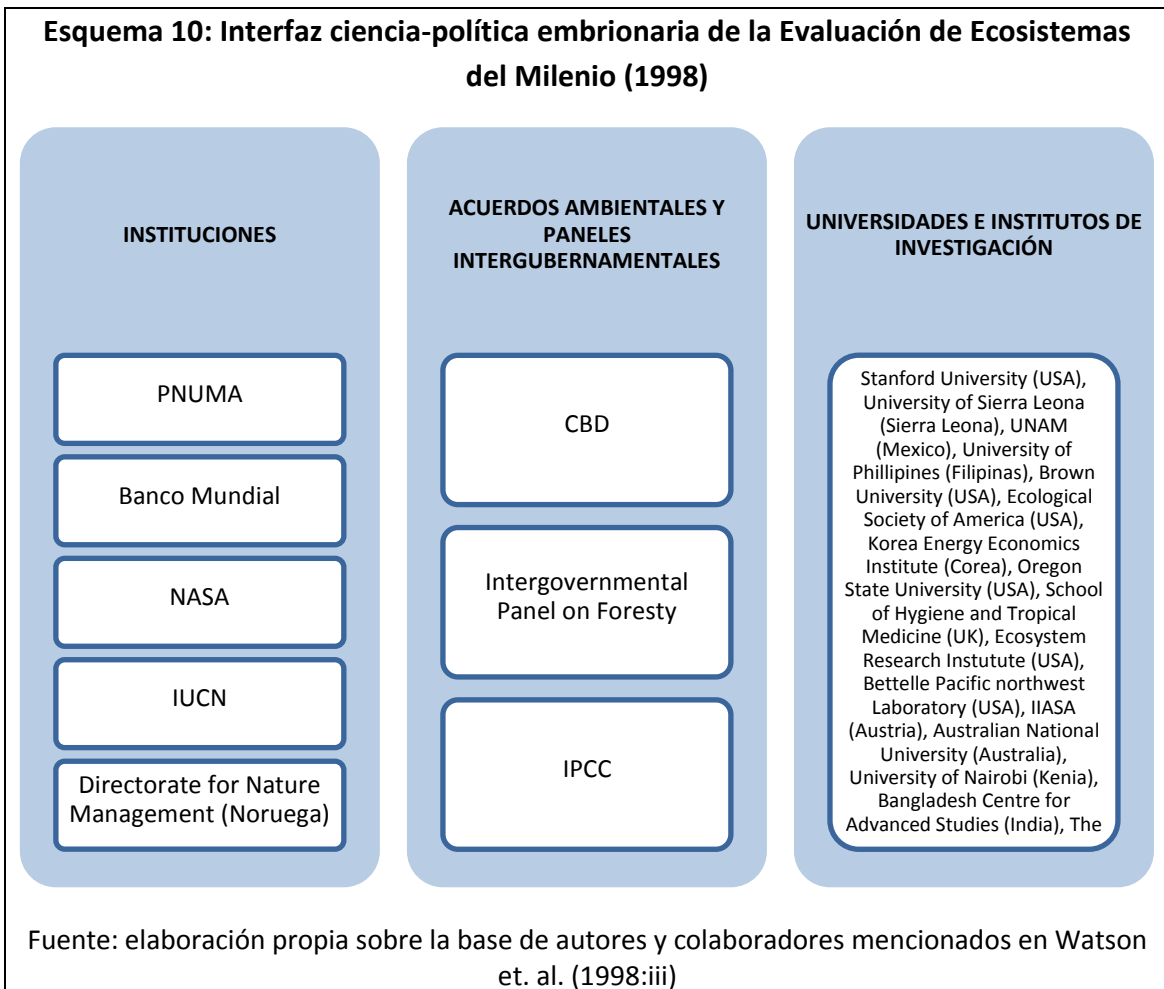 Esquema 10: Interfaz ciencia-política embrionaria de la Evaluación de Ecosistemas
del Milenio (1998)
INSTITUCIONES
PNUMA
Banco Mundial
NASA
IUCN
Directorate for Nature
Management (Noruega)
ACUERDOS AMBIENTALES Y
PANELES
INTERGUBERNAMENTALES
CBD
Intergovernmental
Panel on Foresty
IPCC
UNIVERSIDADES E INSTITUTOS DE
INVESTIGACIÓN
Stanford University (USA),
University of Sierra Leona
(Sierra Leona), UNAM
(Mexico), University of
Phillipines (Filipinas), Brown
University (USA), Ecological
Society of America (USA),
Korea Energy Economics
Institute (Corea), Oregon
State University (USA), School
of Hygiene and Tropical
Medicine (UK), Ecosystem
Research Instutute (USA),
Bettelle Pacific northwest
Laboratory (USA), IIASA
(Austria), Australian National
University (Australia),
University of Nairobi (Kenia),
Bangladesh Centre for
Advanced Studies (India), The
Fuente: elaboración propia sobre la base de autores y colaboradores mencionados en Watson
et. al. (1998:iii)